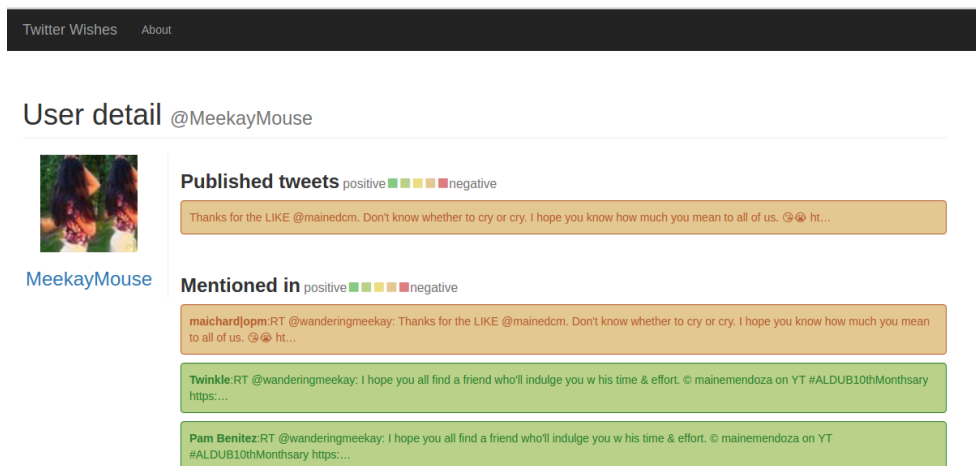 Twitter Wishes About
User detail @MeekayMouse
MeekayMouse
Published tweets positive negative
Thanks for the LIKE @mainedcm. Don't know whether to cry or cry. I hope you know how much you mean to all of us. 😘😭 ht…
Mentioned in positive negative
maichard|opm:RT @wanderingmeekay: Thanks for the LIKE @mainedcm. Don't know whether to cry or cry. I hope you know how much you mean
to all of us. 😘😭 ht…
Twinkle:RT @wanderingmeekay: I hope you all find a friend who'll indulge you w his time & effort. © mainemendoza on YT #ALDUB10thMonthsary
https:…
Pam Benitez:RT @wanderingmeekay: I hope you all find a friend who'll indulge you w his time & effort. © mainemendoza on YT
#ALDUB10thMonthsary https:…